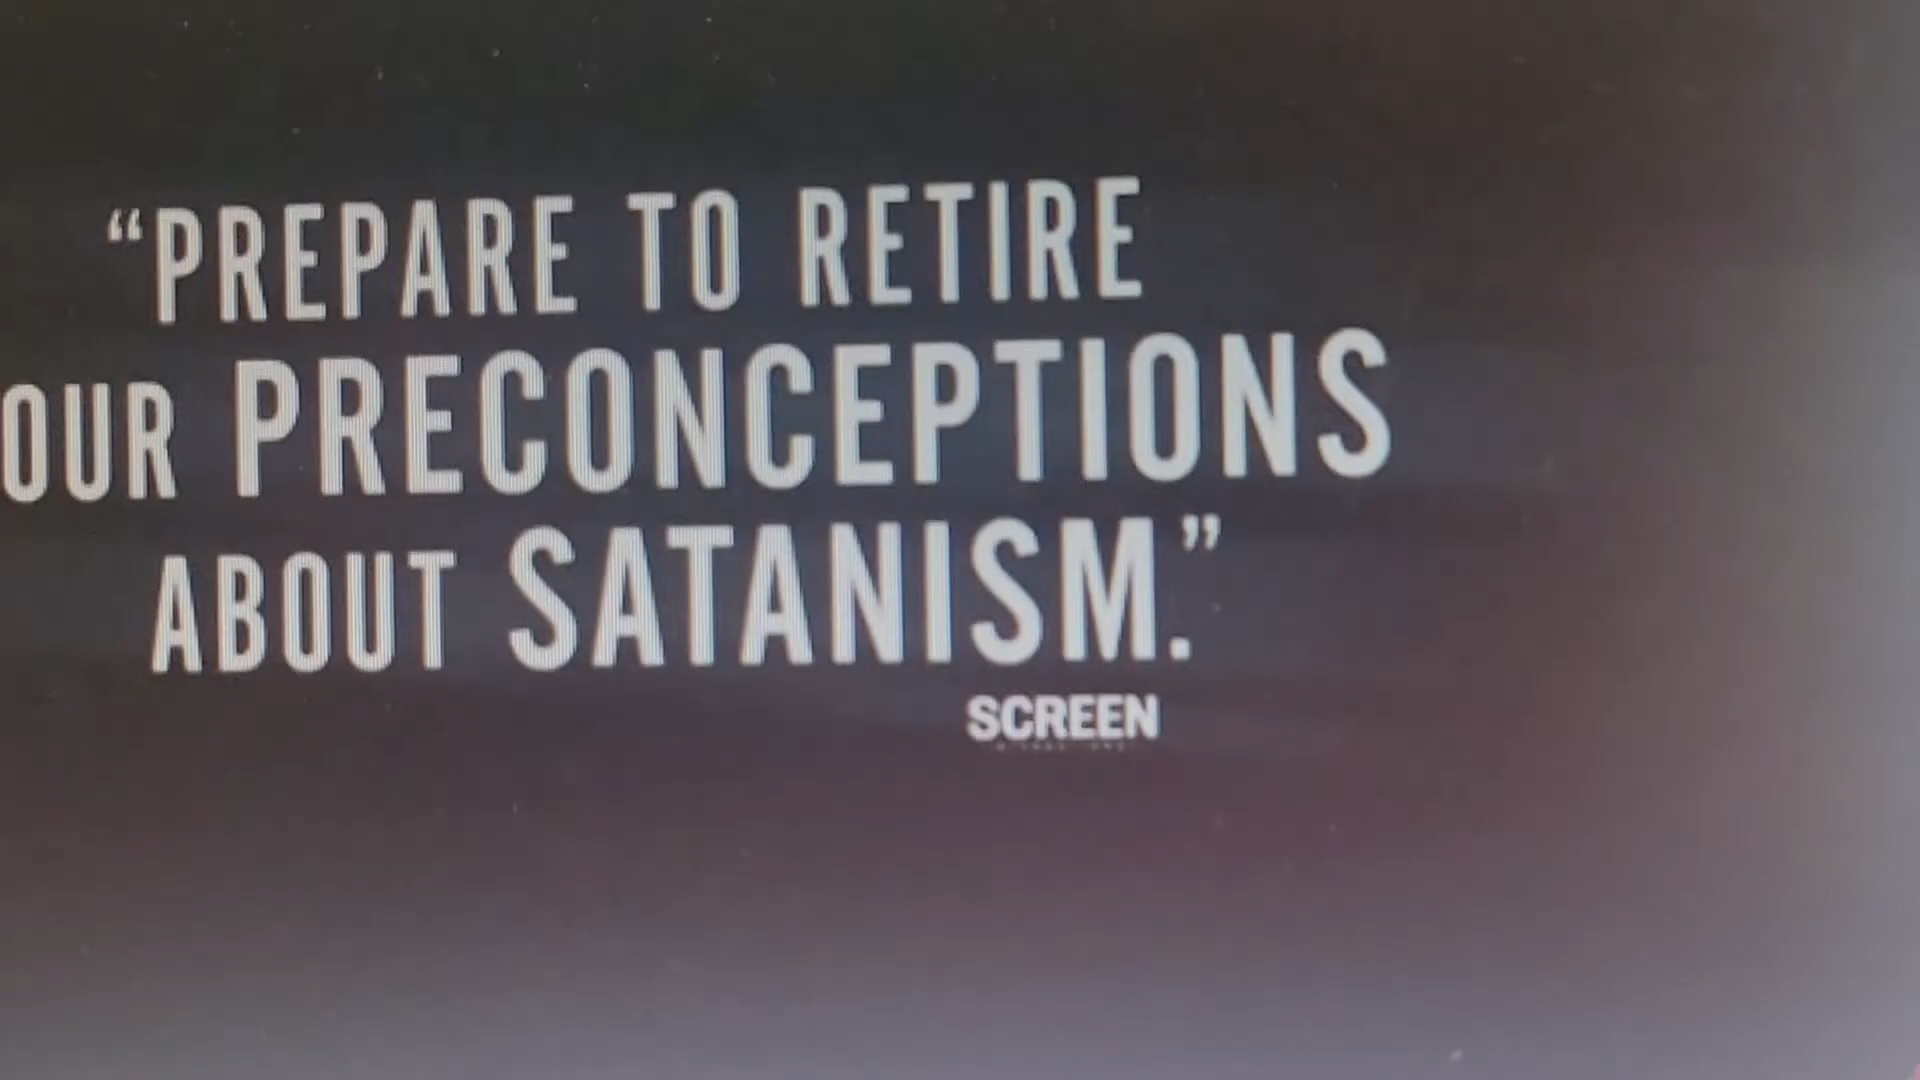 “PREPARE TO RETIRE
OUR PRECONCEPTIONS
ABOUT SATANISM.”
SCREEN